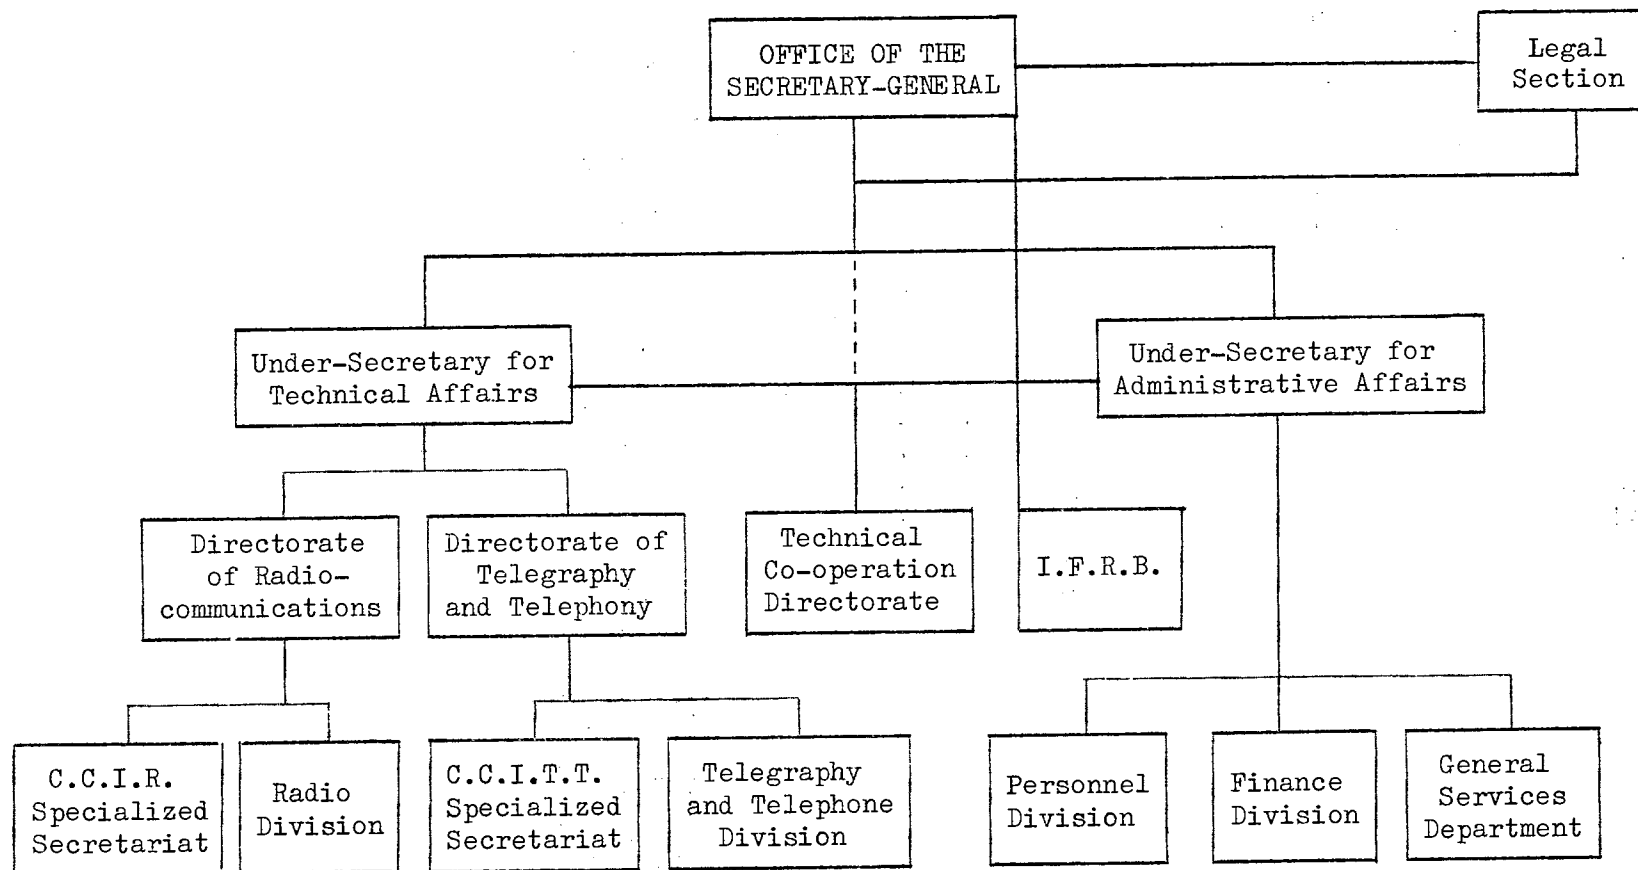 OFFICE OF THE
SECRETARY-GENERAL
Legal
Section
Under-Secretary for
Technical Affairs
Under-Secretary for
Administrative Affairs
Directorate
of Radio-
communications
Directorate of
Telegraphy
and Telephony
Technical
Co-operation
Directorate
I.F.R.B.
C.C.I.R.
Specialized
Secretariat
Radio
Division
C.C.I.T.T.
Specialized
Secretariat
Telegraphy
and Telephone
Division
Personnel
Division
Finance
Division
General
Services
Department